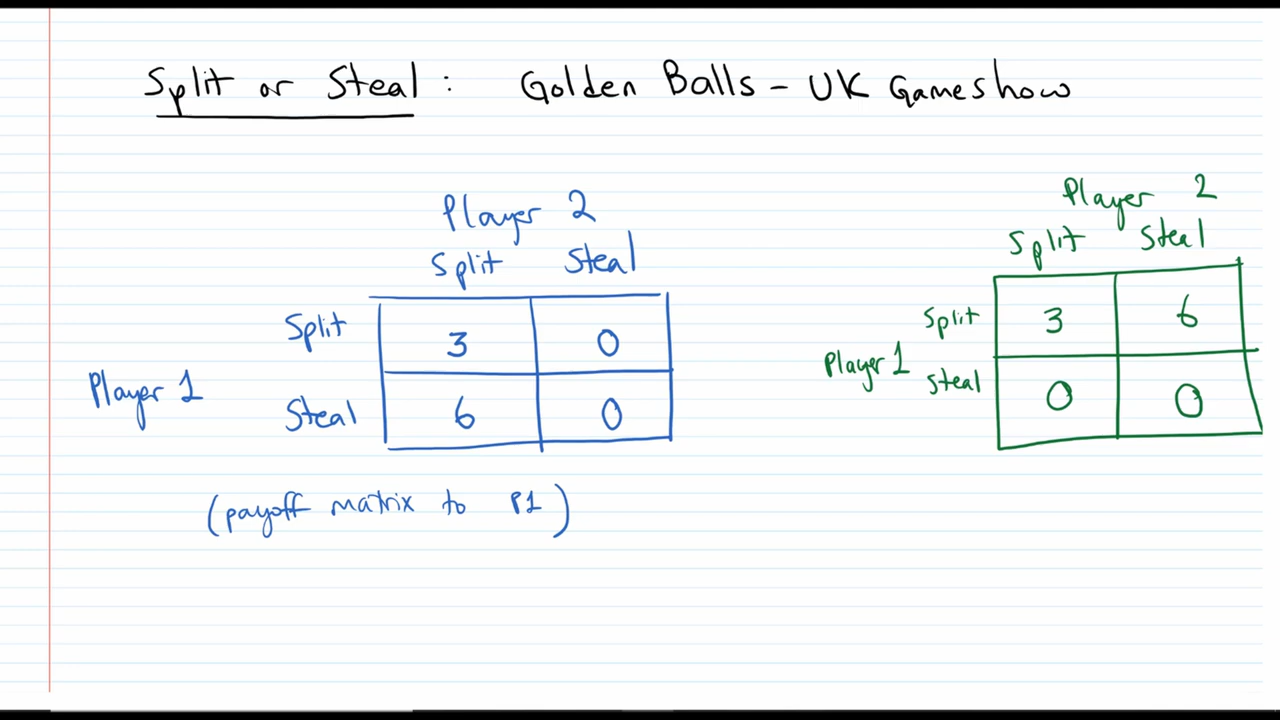 Split or Steal : Golden Balls - UK Gameshow
Player 2
Split Steal
Split 3 0
Player 1
Steal 6 0
(payoff matrix to P1)
Player 2
Split Steal
Split 3 6
Player 1
Steal 0 0